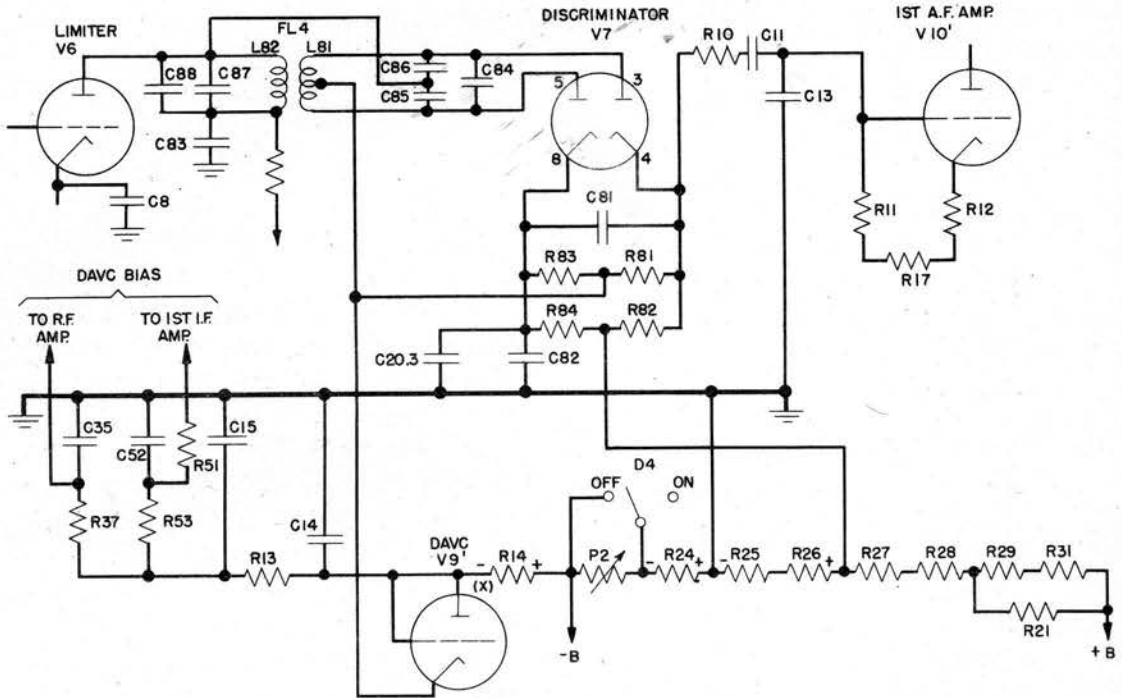 LIMITER
V6
FL4
L82
L81
C88
C87
C86
C85
C84
C83
C8
DISCRIMINATOR
V7
5
3
8
4
R10
C11
C13
1ST A.F. AMP.
V10'
R11
R12
R17
C81
R83
R81
R84
R82
C20.3
C82
DAVC BIAS
TO R.F.
AMP.
TO 1ST I.F.
AMP.
C35
C52
R51
C15
R37
R53
R13
C14
DAVC
V9'
(X)
- R14 +
OFF
D4
ON
P2
- R24 +
- R25
R26 +
R27
R28
R29
R31
R21
-B
+B